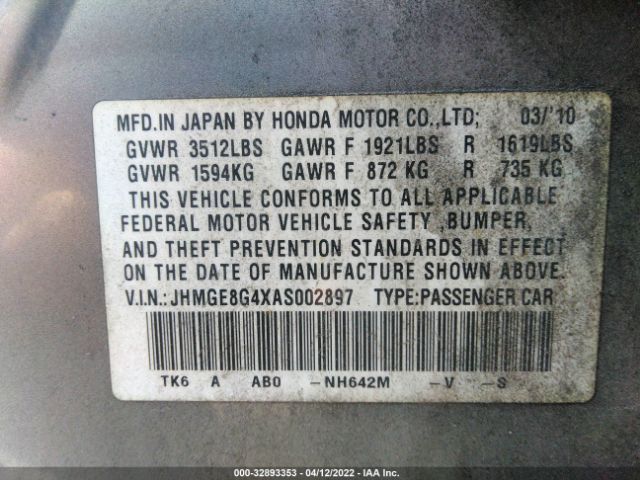 MFD.IN JAPAN BY HONDA MOTOR CO.,LTD; 03/'10
GVWR 3512LBS GAWR F 1921LBS R 1619LBS
GVWR 1594KG GAWR F 872 KG R 735 KG
THIS VEHICLE CONFORMS TO ALL APPLICABLE
FEDERAL MOTOR VEHICLE SAFETY ,BUMPER,
AND THEFT PREVENTION STANDARDS IN EFFECT
ON THE DATE OF MANUFACTURE SHOWN ABOVE.
V.I.N.:JHMGE8G4XAS002897 TYPE:PASSENGER CAR
TK6 A AB0 -NH642M -V -S
000-32893353 - 04/12/2022 - IAA Inc.